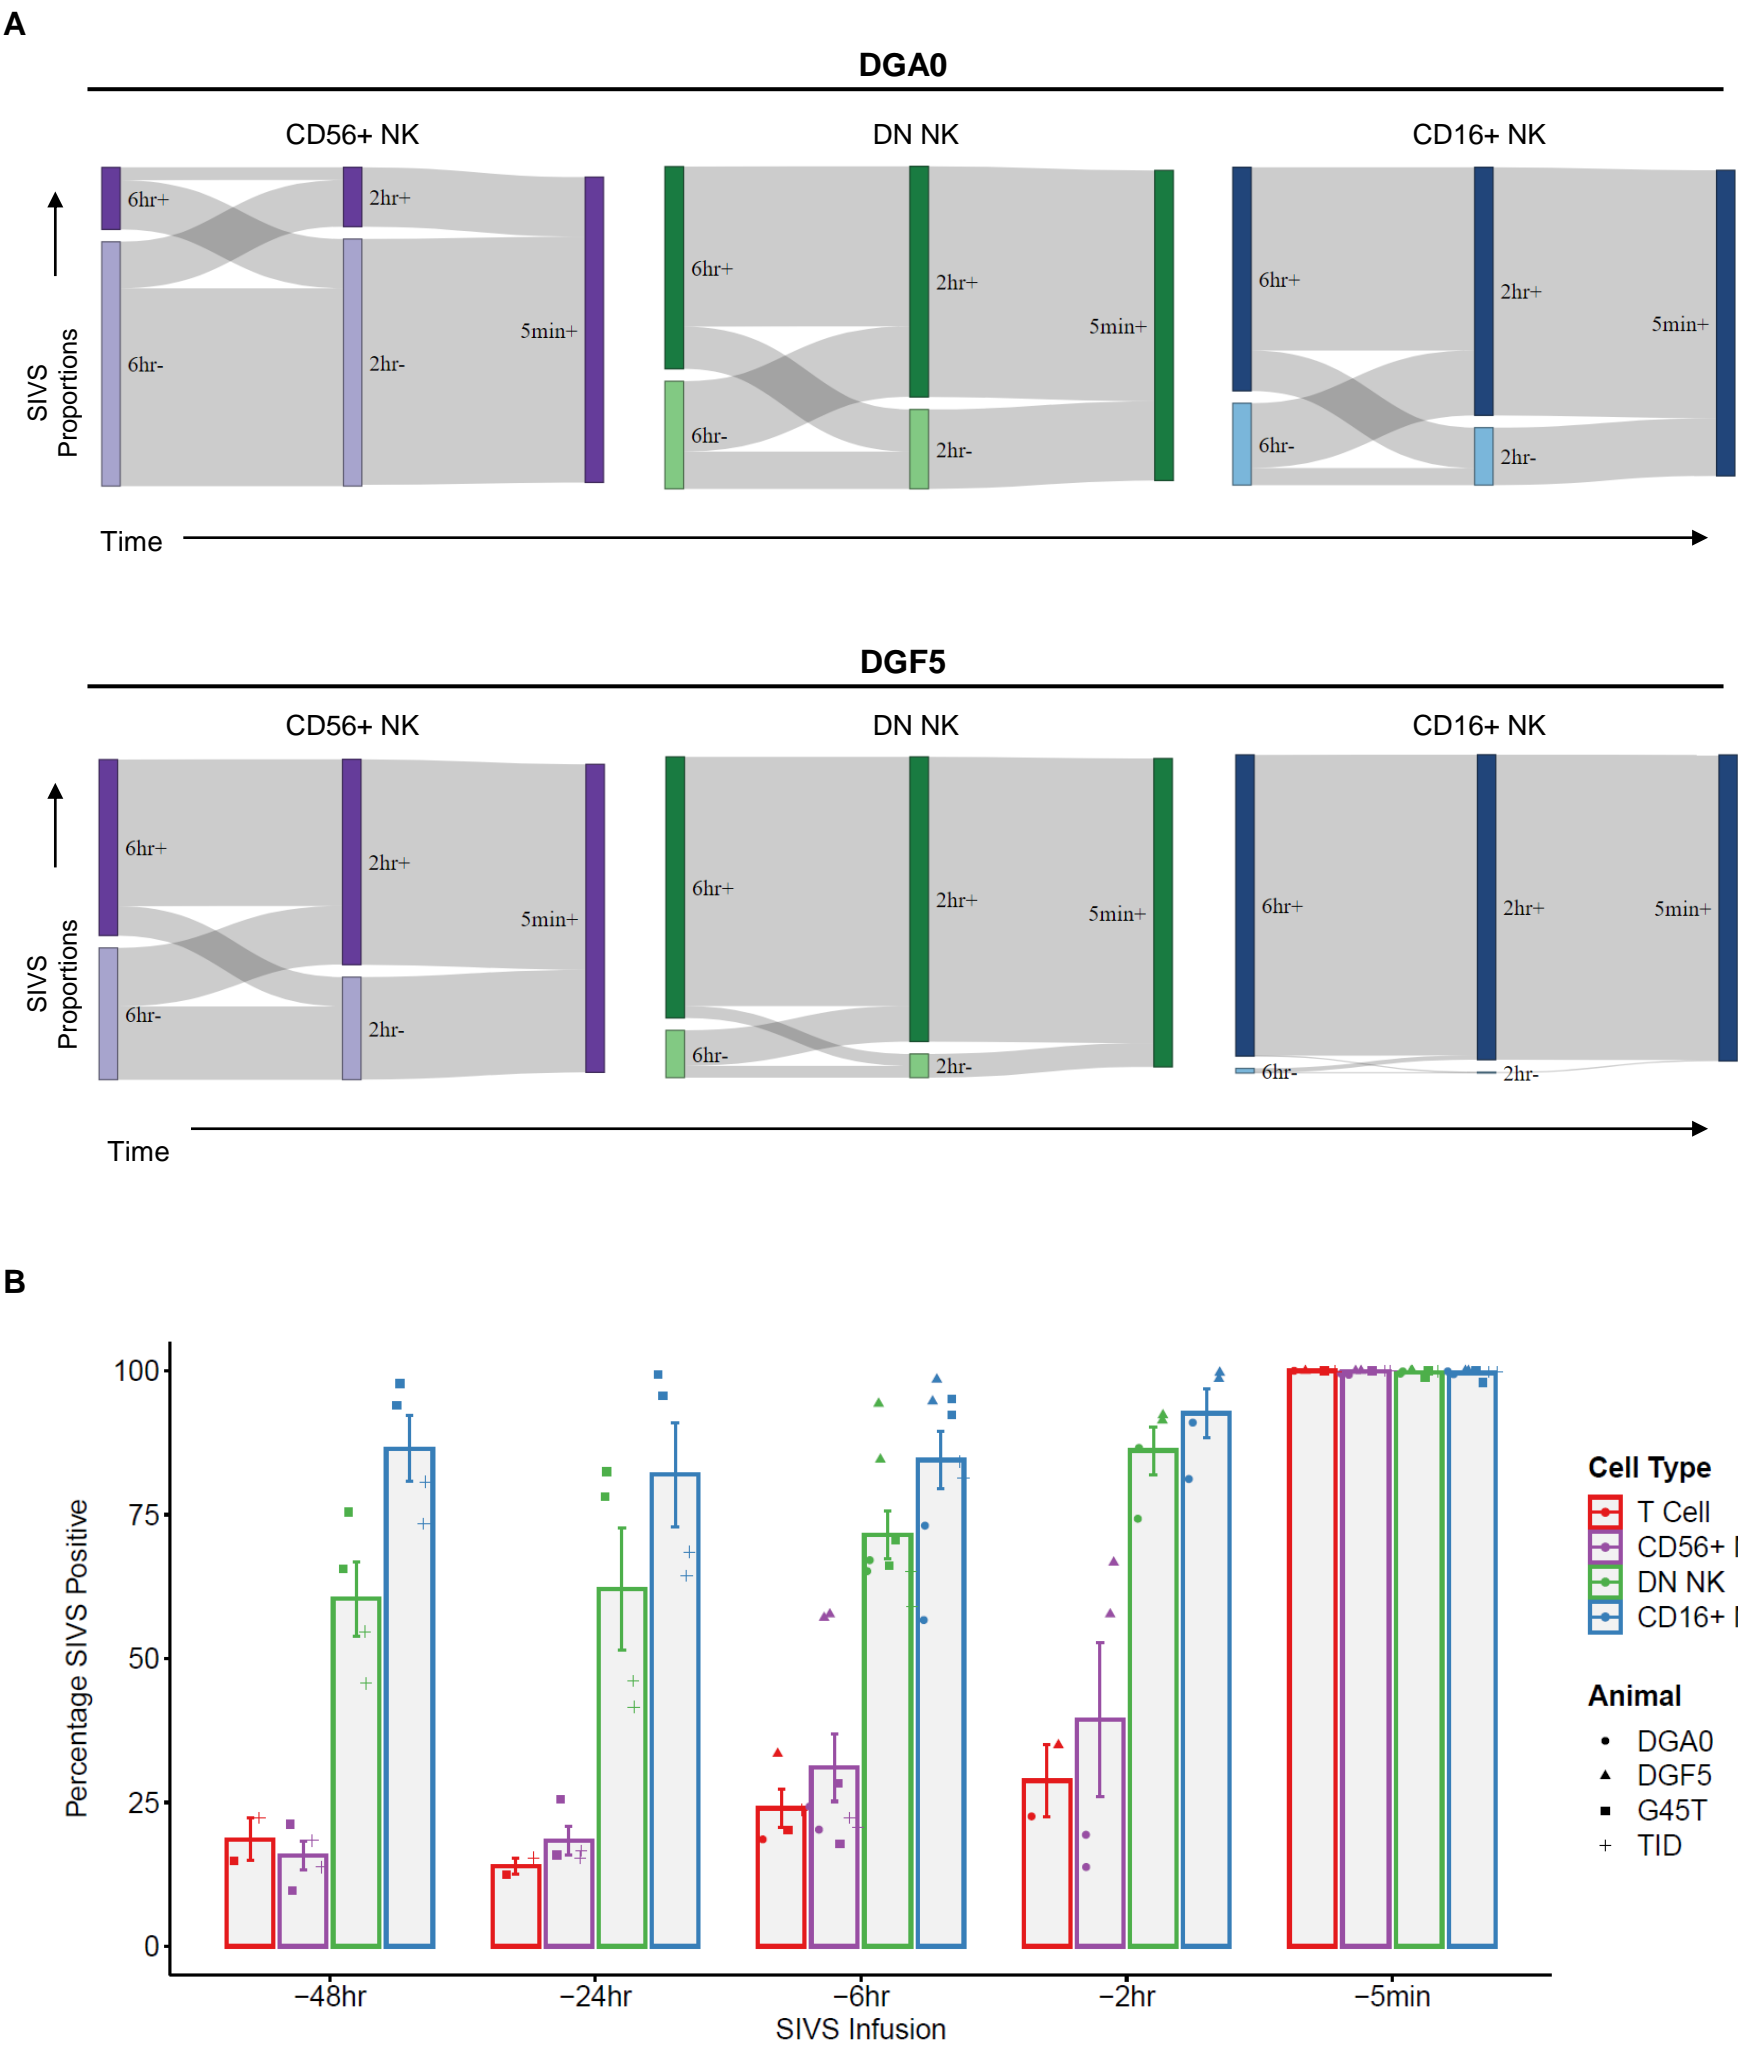 A
DGA0
CD56+ NK
DN NK
CD16+ NK
SIVS
Proportions
6hr+
2hr+
6hr-
2hr-
5min+
6hr+
2hr+
5min+
6hr-
2hr-
6hr+
2hr+
5min+
6hr-
2hr-
Time
DGF5
CD56+ NK
DN NK
CD16+ NK
SIVS
Proportions
6hr+
2hr+
5min+
6hr-
2hr-
6hr+
2hr+
5min+
6hr-
2hr-
6hr+
2hr+
5min+
6hr-
2hr-
Time
B
Percentage SIVS Positive
100
75
50
25
0
−48hr
−24hr
−6hr
−2hr
−5min
SIVS Infusion
Cell Type
T Cell
CD56+
DN NK
CD16+
Animal
DGA0
DGF5
G45T
TID